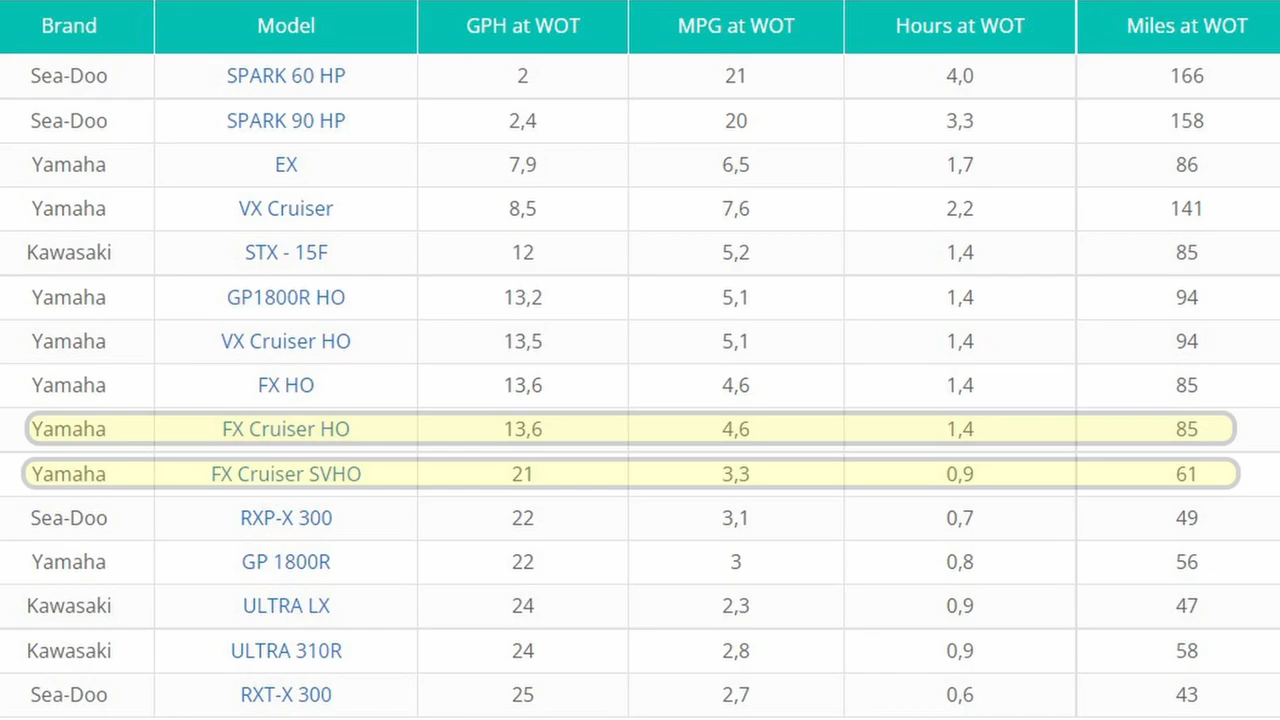 Brand Model GPH at WOT MPG at WOT Hours at WOT Miles at WOT
Sea-Doo SPARK 60 HP 2 21 4,0 166
Sea-Doo SPARK 90 HP 2,4 20 3,3 158
Yamaha EX 7,9 6,5 1,7 86
Yamaha VX Cruiser 8,5 7,6 2,2 141
Kawasaki STX - 15F 12 5,2 1,4 85
Yamaha GP1800R HO 13,2 5,1 1,4 94
Yamaha VX Cruiser HO 13,5 5,1 1,4 94
Yamaha FX HO 13,6 4,6 1,4 85
Yamaha FX Cruiser HO 13,6 4,6 1,4 85
Yamaha FX Cruiser SVHO 21 3,3 0,9 61
Sea-Doo RXP-X 300 22 3,1 0,7 49
Yamaha GP 1800R 22 3 0,8 56
Kawasaki ULTRA LX 24 2,3 0,9 47
Kawasaki ULTRA 310R 24 2,8 0,9 58
Sea-Doo RXT-X 300 25 2,7 0,6 43